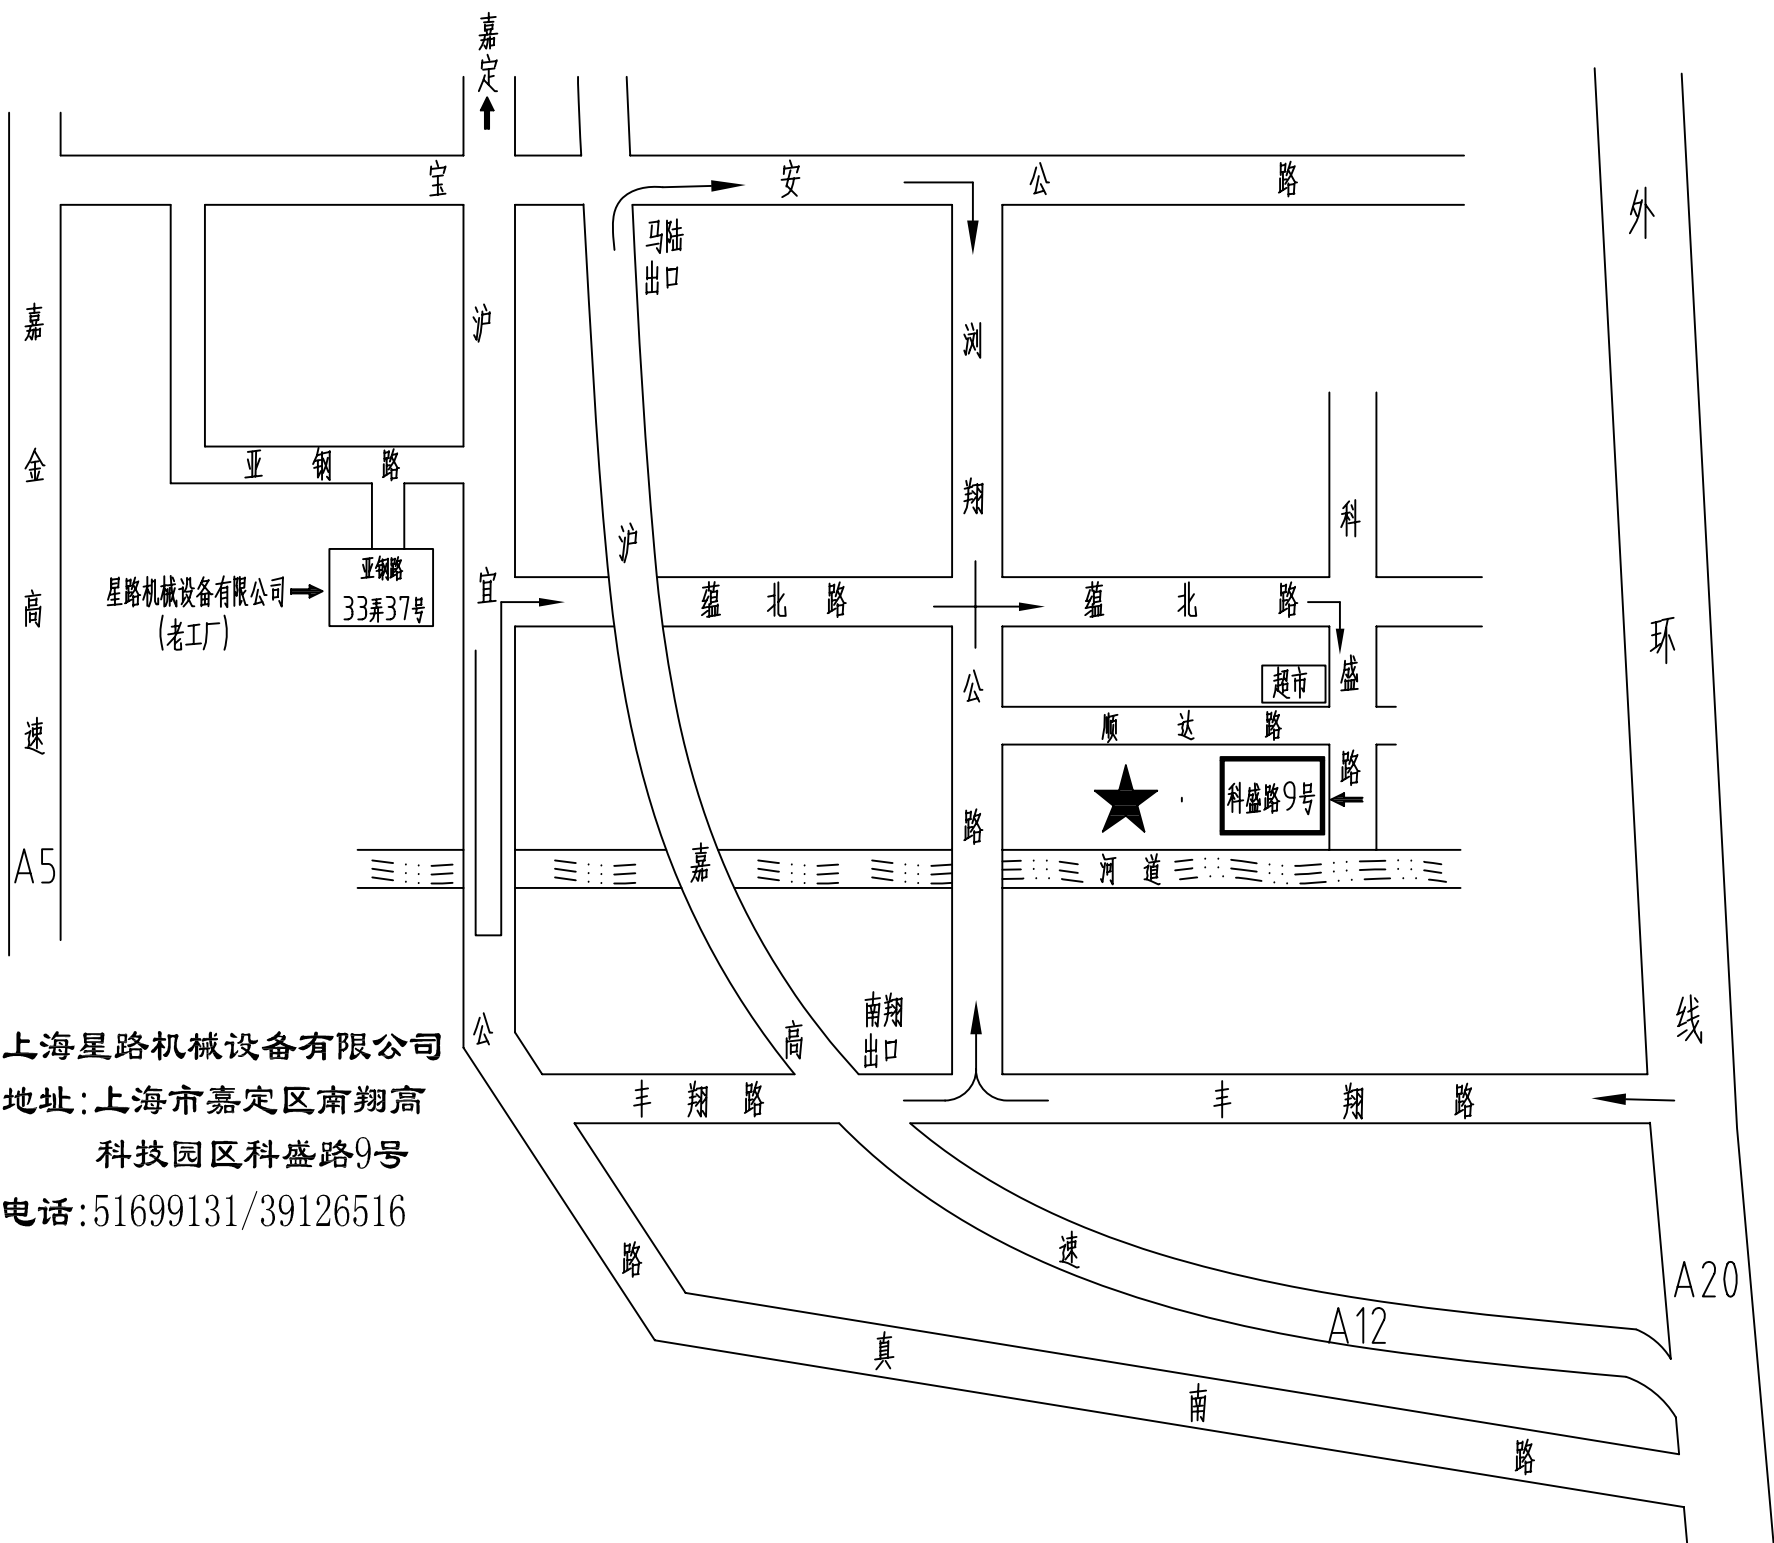 嘉定
宝安公路
马陆
出口
外环线
嘉金高速
沪宜公路
浏翔公路
亚钢路
科盛路
沪嘉高速
亚钢路
33弄37号
星路机械设备有限公司
(老工厂)
蕴北路
蕴北路
超市
顺达路
科盛路9号
A5
河道
南翔
出口
上海星路机械设备有限公司
地址:上海市嘉定区南翔高
科技园区科盛路9号
电话:51699131/39126516
丰翔路
丰翔路
A20
A12
真南路